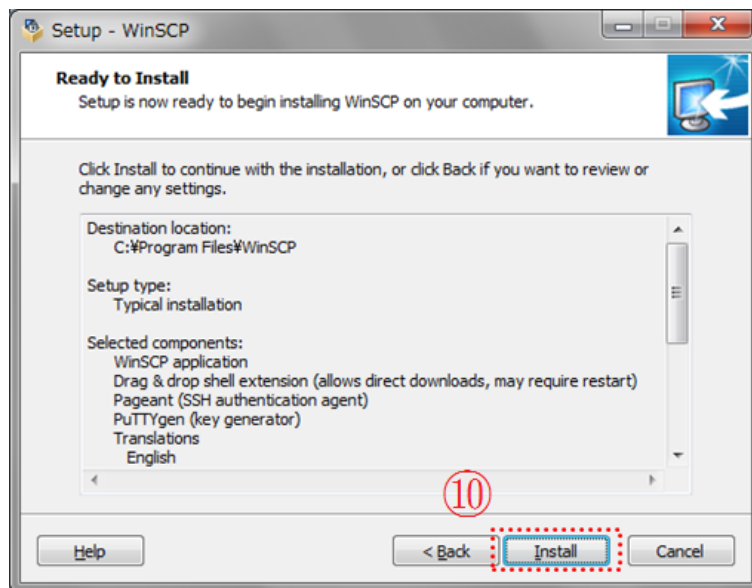 Setup - WinSCP
Ready to Install
Setup is now ready to begin installing WinSCP on your computer.
Click Install to continue with the installation, or click Back if you want to review or
change any settings.
Destination location:
C:¥Program Files¥WinSCP
Setup type:
Typical installation
Selected components:
WinSCP application
Drag & drop shell extension (allows direct downloads, may require restart)
Pageant (SSH authentication agent)
PuTTYgen (key generator)
Translations
English
⑩
Help < Back Install Cancel